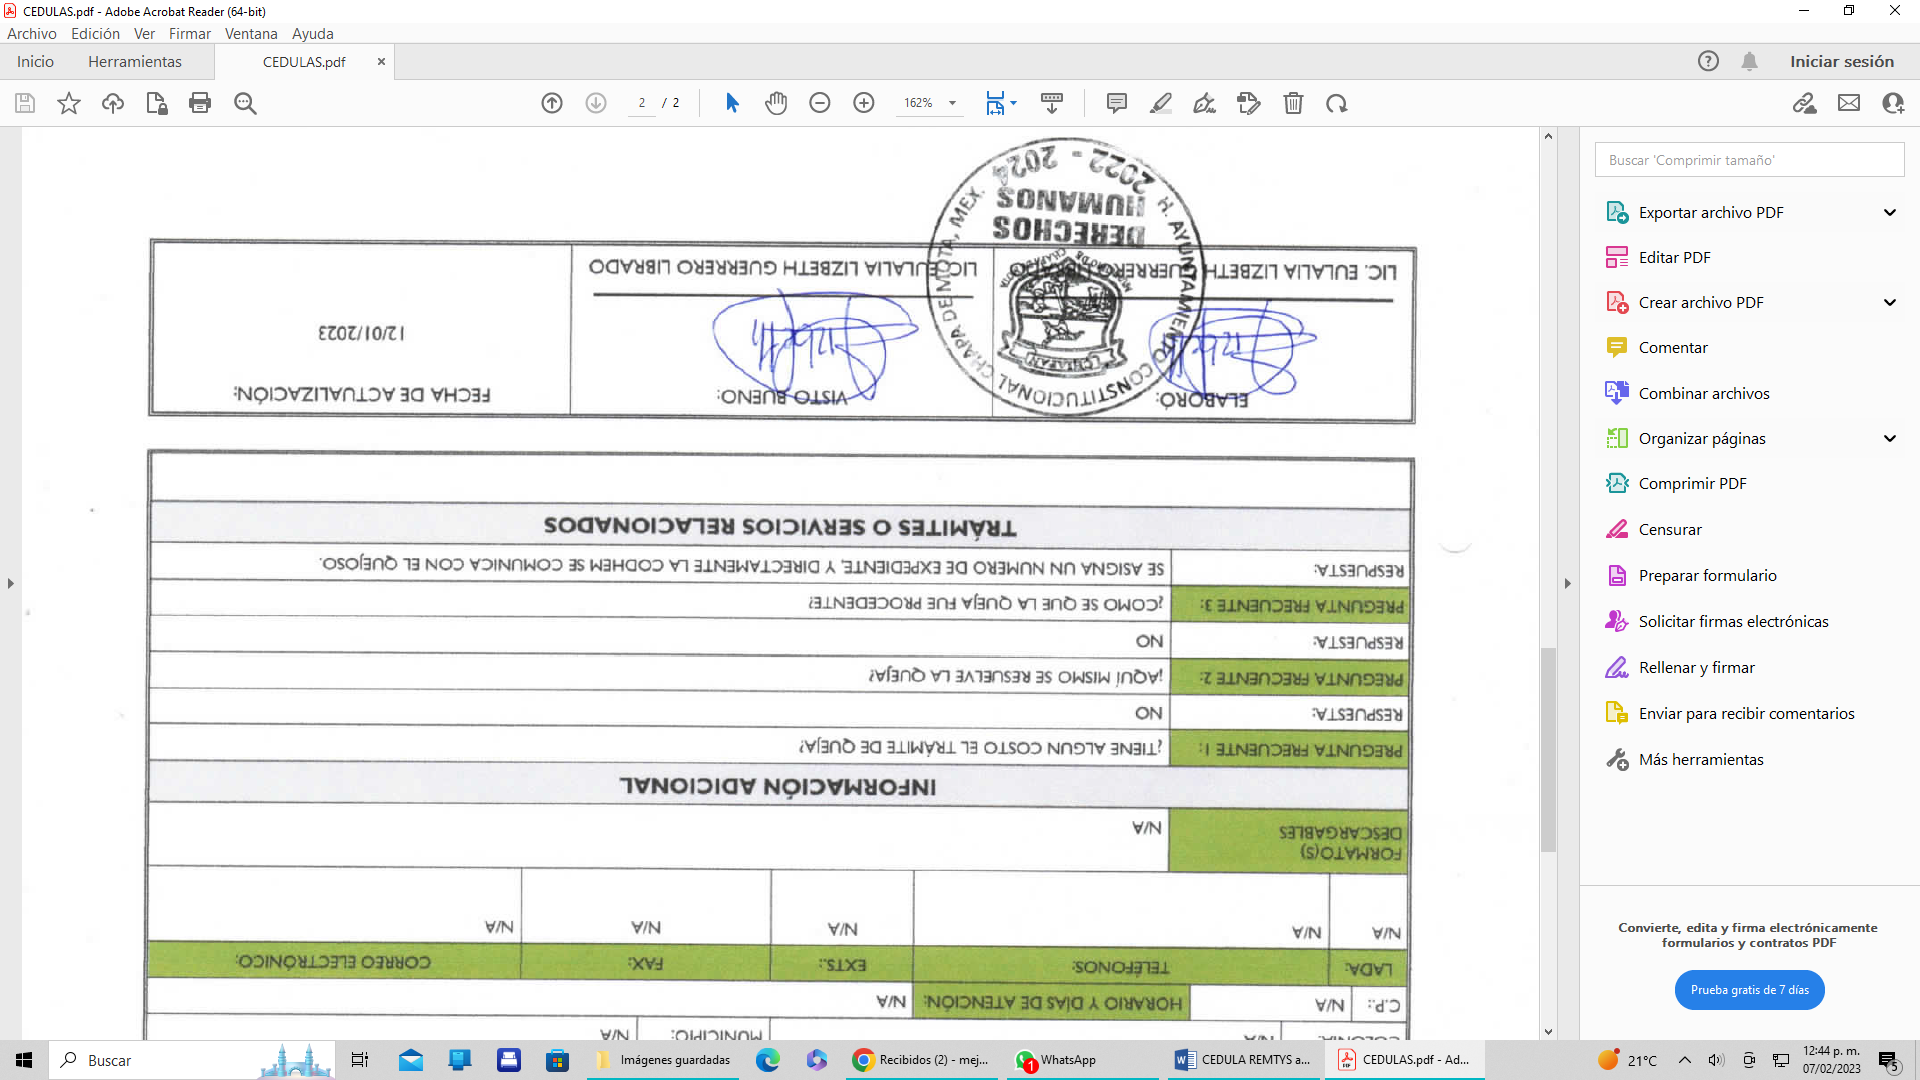 CEDULAS.pdf - Adobe Acrobat Reader (64-bit)
Archivo Edición Ver Firmar Ventana Ayuda
Inicio Herramientas CEDULAS.pdf Iniciar sesión
2 / 2 162%
Buscar 'Comprimir tamaño'
Exportar archivo PDF
Editar PDF
Crear archivo PDF
Comentar
Combinar archivos
Organizar páginas
Comprimir PDF
Censurar
Preparar formulario
Solicitar firmas electrónicas
Rellenar y firmar
Enviar para recibir comentarios
Más herramientas
Convierte, edita y firma electrónicamente
formularios y contratos PDF
Prueba gratis de 7 días
MUNICIPIO: N/A
C.P.: N/A HORARIO Y DÍAS DE ATENCIÓN: N/A
LADA: TELÉFONOS: EXTS.: FAX: CORREO ELECTRÓNICO:
N/A N/A N/A N/A N/A
FORMATO(S)
DESCARGABLES
N/A
INFORMACIÓN ADICIONAL
PREGUNTA FRECUENTE 1: ¿TIENE ALGUN COSTO EL TRÁMITE DE QUEJA?
RESPUESTA: NO
PREGUNTA FRECUENTE 2: ¿AQUÍ MISMO SE RESUELVE LA QUEJA?
RESPUESTA: NO
PREGUNTA FRECUENTE 3: ¿COMO SE QUE LA QUEJA FUE PROCEDENTE?
RESPUESTA: SE ASIGNA UN NUMERO DE EXPEDIENTE, Y DIRECTAMENTE LA CODHEM SE COMUNICA CON EL QUEJOSO.
TRÁMITES O SERVICIOS RELACIONADOS
ELABORÓ: VISTO BUENO: FECHA DE ACTUALIZACIÓN:
12/01/2023
LIC. EULALIA LIZBETH GUERRERO LIBRADO LIC EULALIA LIZBETH GUERRERO LIBRADO
H. AYUNTAMIENTO CONSTITUCIONAL CHAPA DE MOTA, MEX.
DERECHOS
HUMANOS
2022 - 2024
Buscar
Imágenes guardadas
Recibidos (2) - mej...
1
WhatsApp
CEDULA REMTYS a...
CEDULAS.pdf - Ad...
21°C
12:44 p. m.
07/02/2023
5